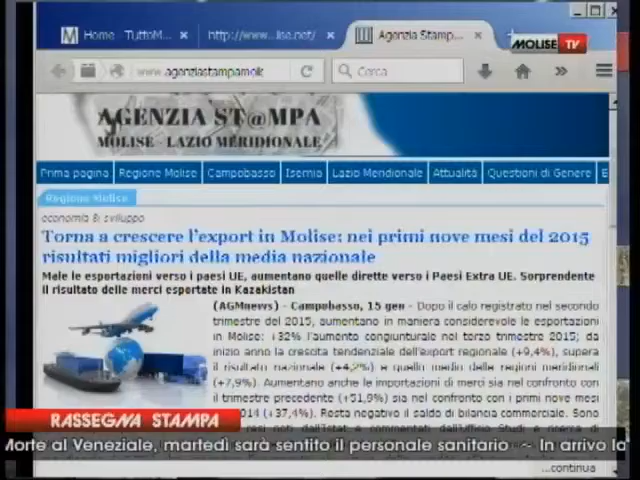 Home - TuttoM...
http://www...lise.net/
Agenzia Stamp...
MOLISE TV
www.agenziastampamoli
Cerca
AGENZIA ST@MPA
MOLISE - LAZIO MERIDIONALE
Prima pagina Regione Molise Campobasso Isernia Lazio Meridionale Attualità Questioni di Genere E
Regione Molise
economia & sviluppo
Torna a crescere l'export in Molise: nei primi nove mesi del 2015
risultati migliori della media nazionale
Male le esportazioni verso i paesi UE, aumentano quelle dirette verso i Paesi Extra UE. Sorprendente
il risultato delle merci esportate in Kazakistan
(AGMnews) - Campobasso, 15 gen - Dopo il calo registrato nel secondo
trimestre del 2015, aumentano in maniera considerevole le esportazioni
in Molise: +32% l'aumento congiunturale nel terzo trimestre 2015; da
inizio anno la crescita tendenziale dell'export regionale (+9,4%), supera
il risultato nazionale (+4,2%) e quello medio delle regioni meridionali
(+7,9%). Aumentano anche le importazioni di merci sia nel confronto con
il trimestre precedente (+51,9%) sia nel confronto con i primi nove mesi
2014 (+37,4%). Resta negativo il saldo di bilancia commerciale. Sono
RASSEGNA STAMPA
Morte al Veneziale, martedì sarà sentito il personale sanitario -- In arrivo la
...continua